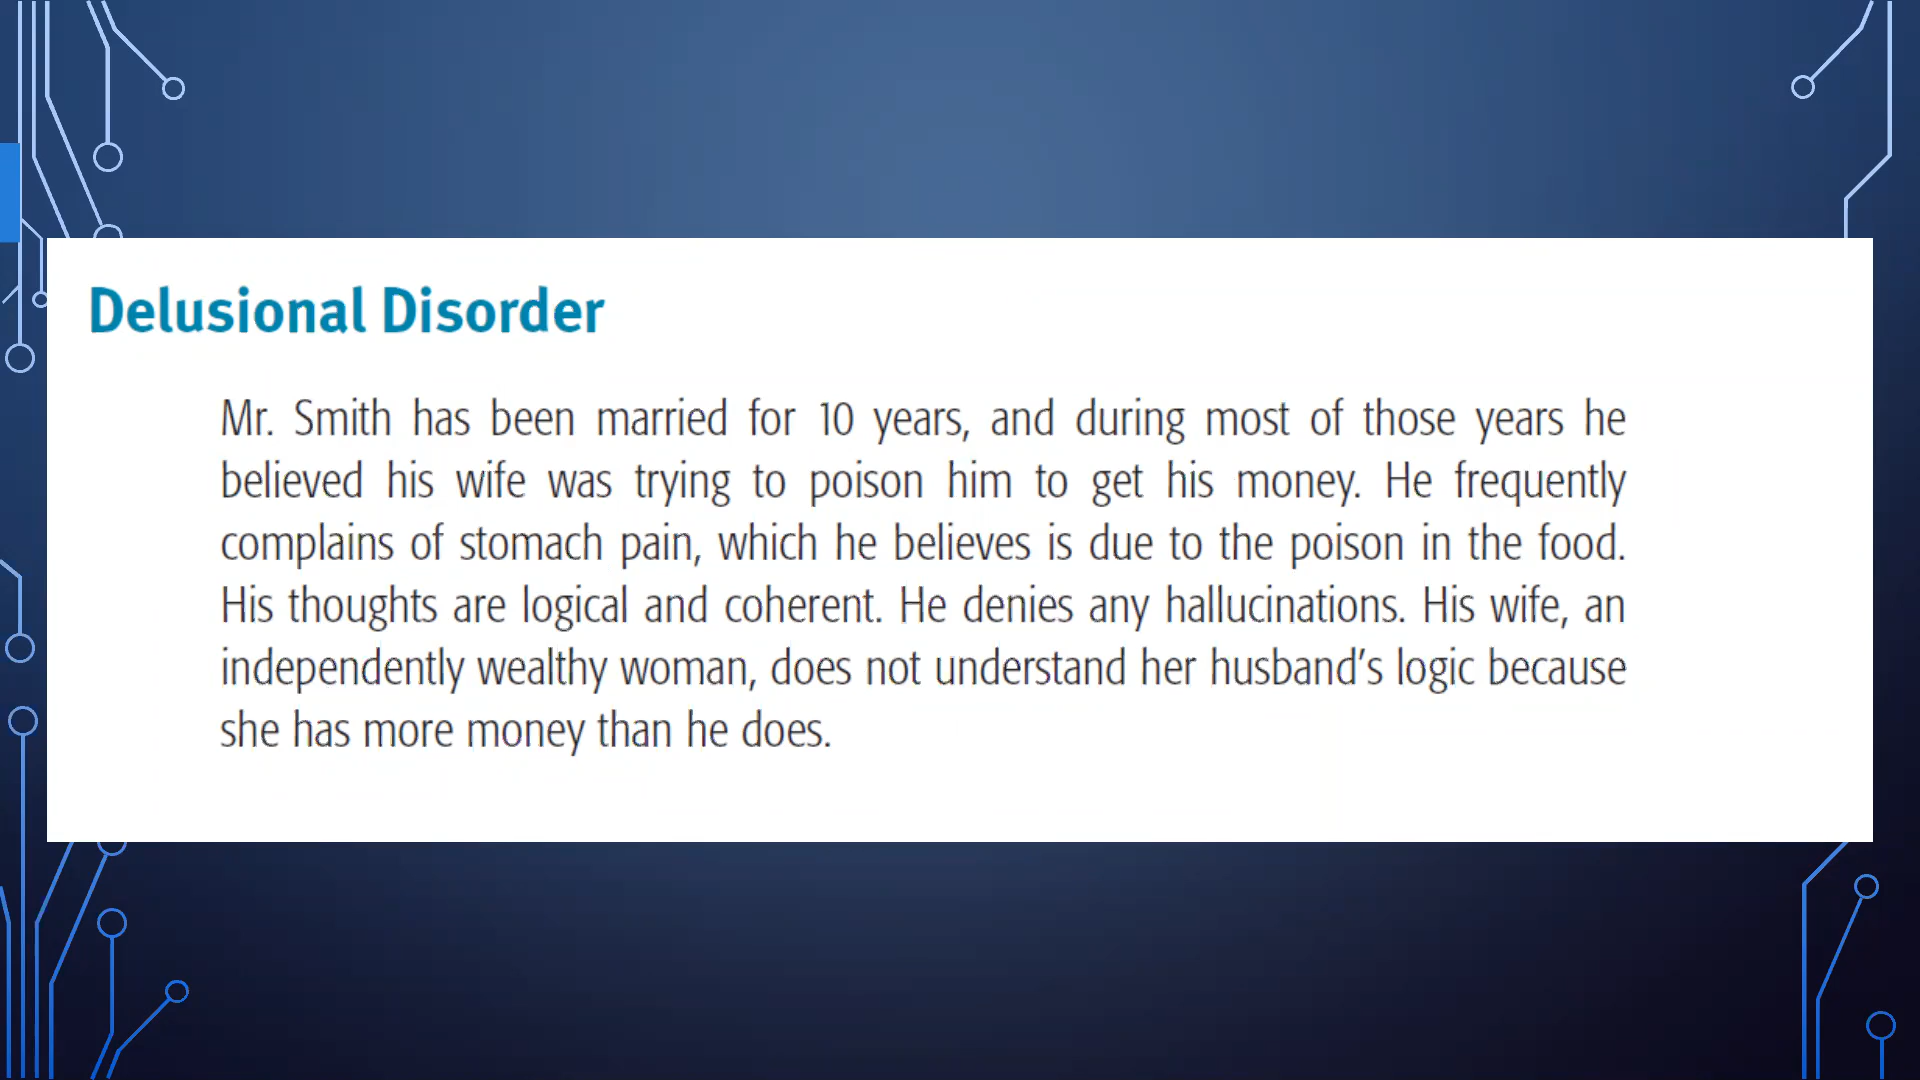 Delusional Disorder
Mr. Smith has been married for 10 years, and during most of those years he
believed his wife was trying to poison him to get his money. He frequently
complains of stomach pain, which he believes is due to the poison in the food.
His thoughts are logical and coherent. He denies any hallucinations. His wife, an
independently wealthy woman, does not understand her husband’s logic because
she has more money than he does.